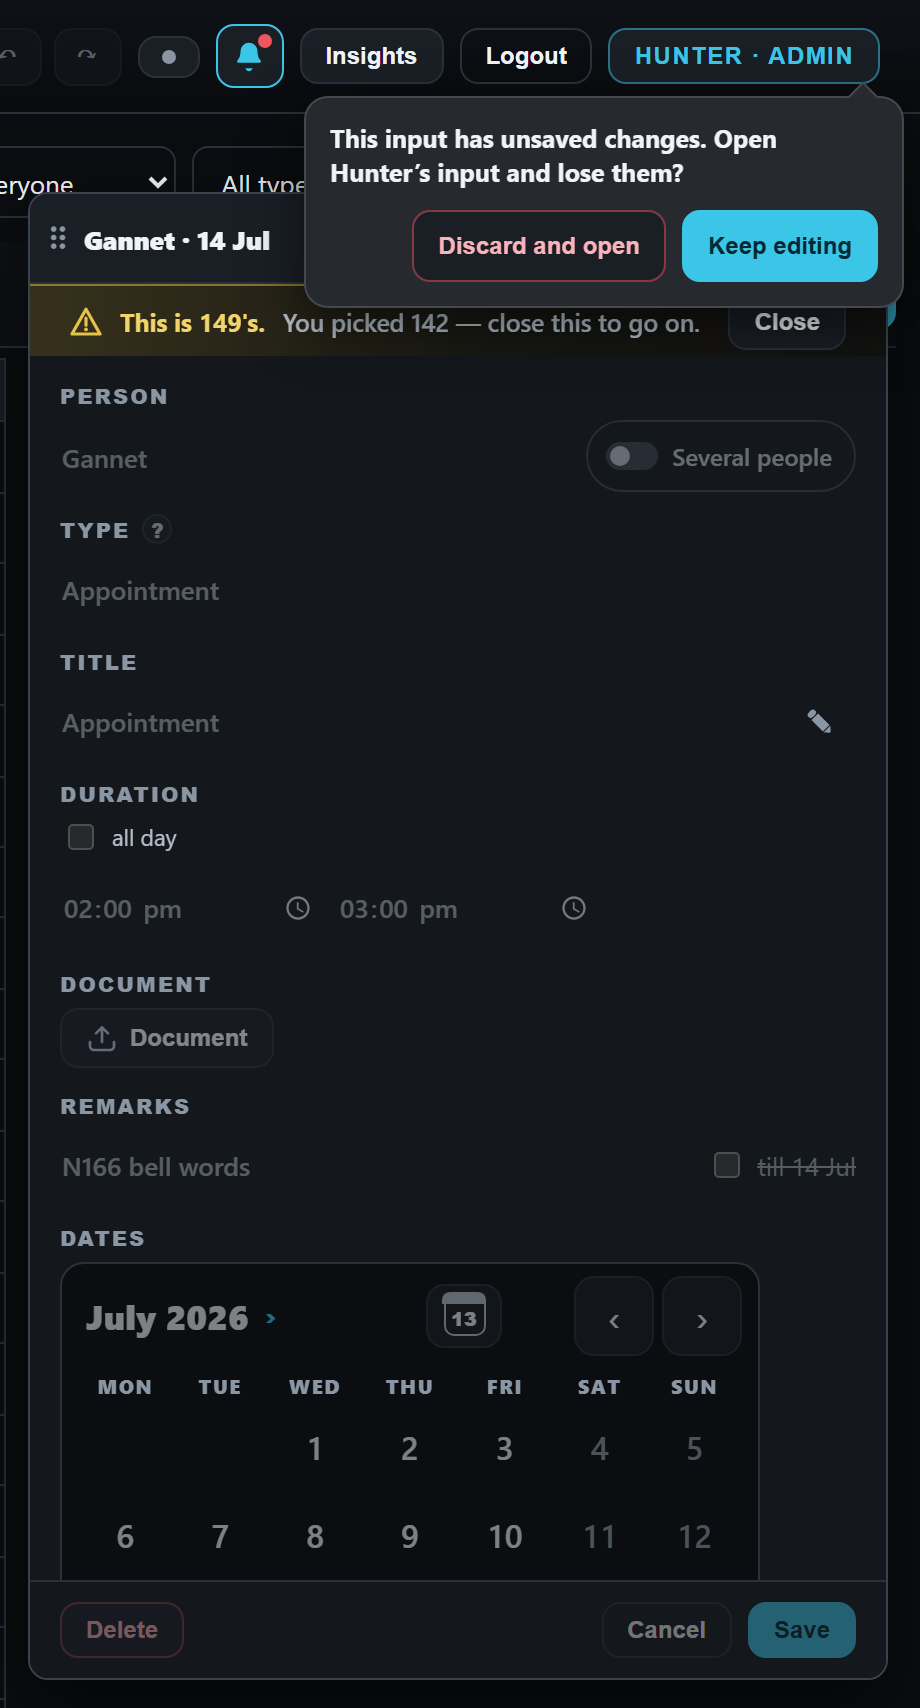 Insights
Logout
HUNTER · ADMIN
This input has unsaved changes. Open
Hunter’s input and lose them?
Discard and open
Keep editing
Gannet · 14 Jul
This is 149's. You picked 142 — close this to go on.
Close
PERSON
Gannet
Several people
TYPE ?
Appointment
TITLE
Appointment
DURATION
all day
02:00 pm 03:00 pm
DOCUMENT
Document
REMARKS
N166 bell words
till 14 Jul
DATES
July 2026 ›
13
‹ ›
MON TUE WED THU FRI SAT SUN
1 2 3 4 5
6 7 8 9 10 11 12
Delete
Cancel
Save